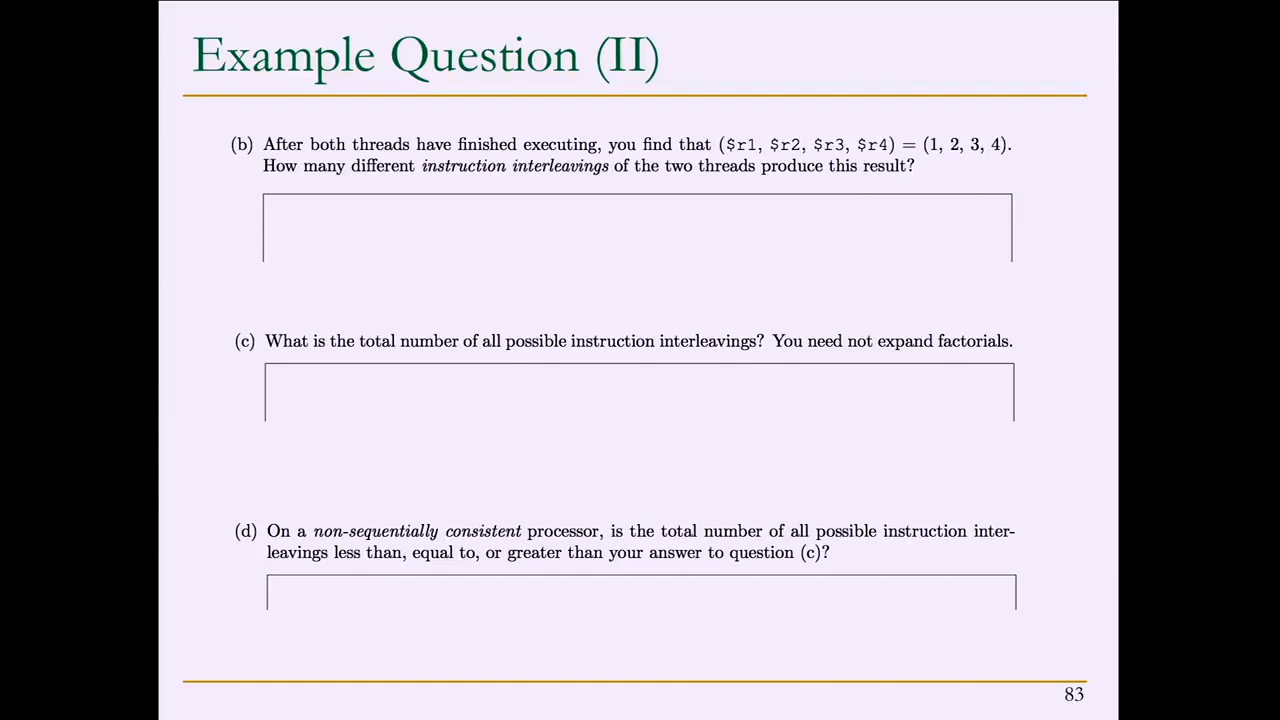 Example Question (II)
(b) After both threads have finished executing, you find that ($r1, $r2, $r3, $r4) = (1, 2, 3, 4).
How many different instruction interleavings of the two threads produce this result?
(c) What is the total number of all possible instruction interleavings? You need not expand factorials.
(d) On a non-sequentially consistent processor, is the total number of all possible instruction inter-
leavings less than, equal to, or greater than your answer to question (c)?
83